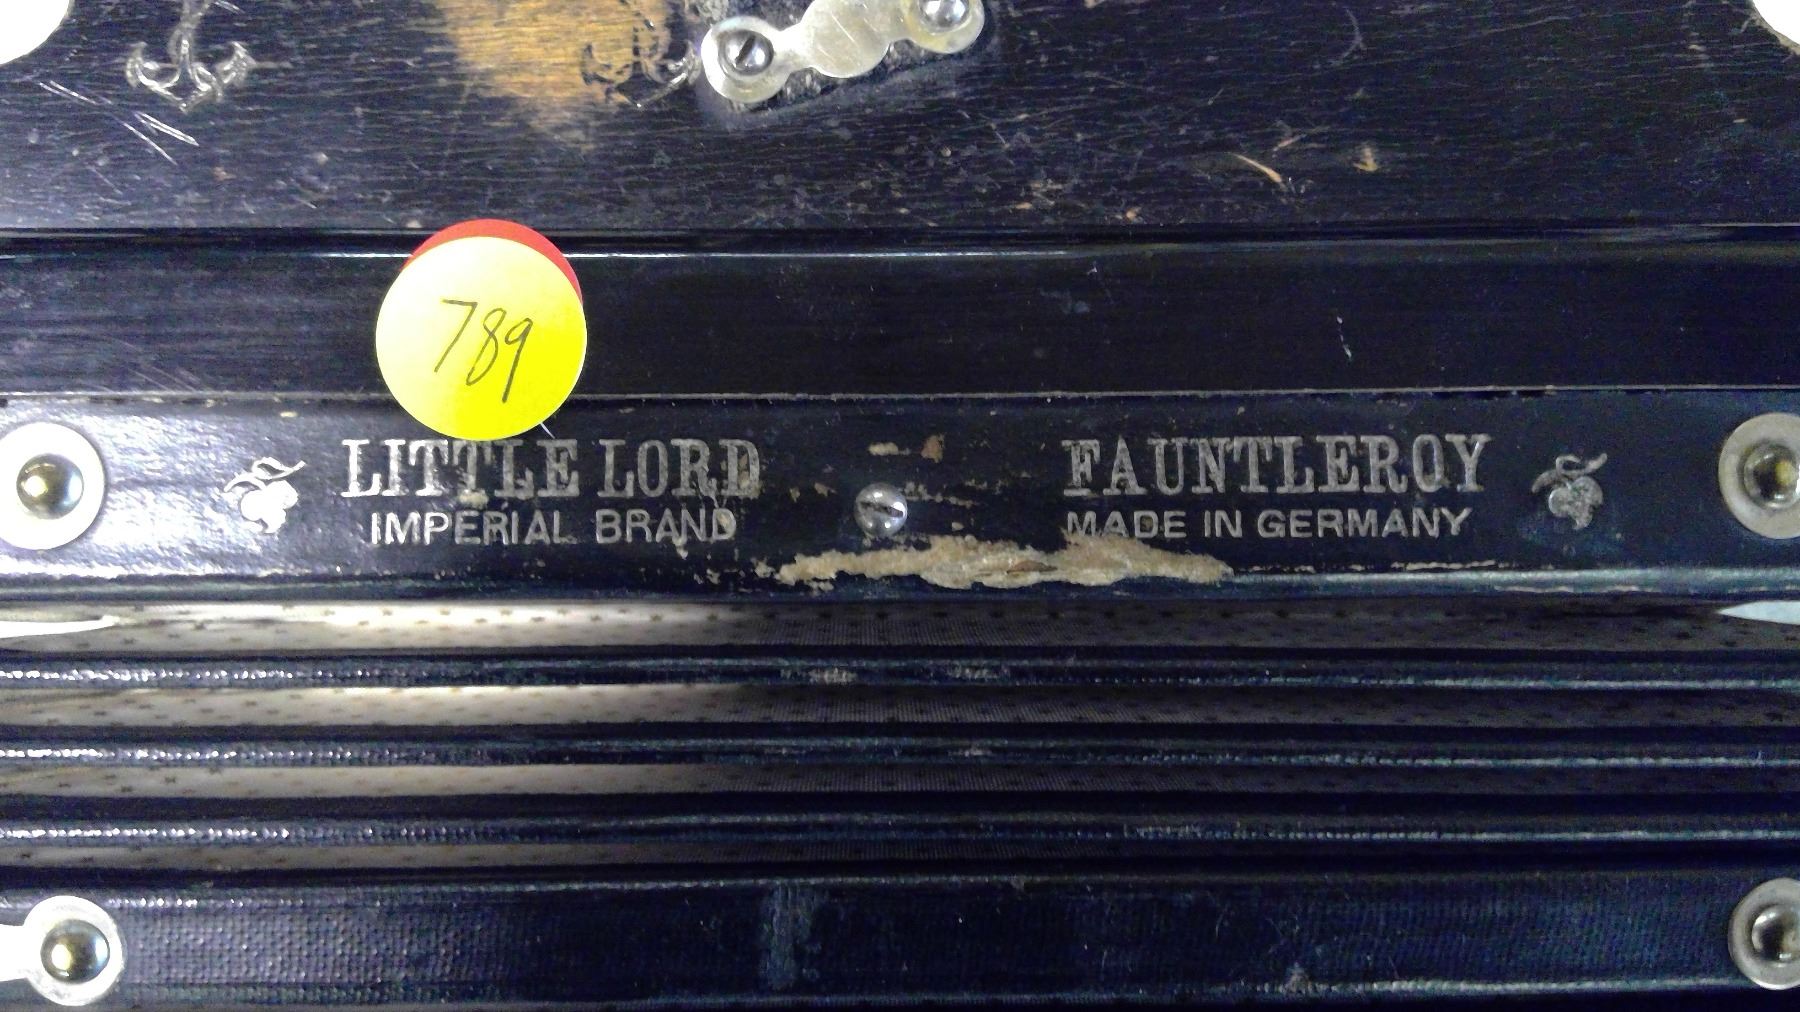 789
LITTLE LORD FAUNTLEROY
IMPERIAL BRAND MADE IN GERMANY